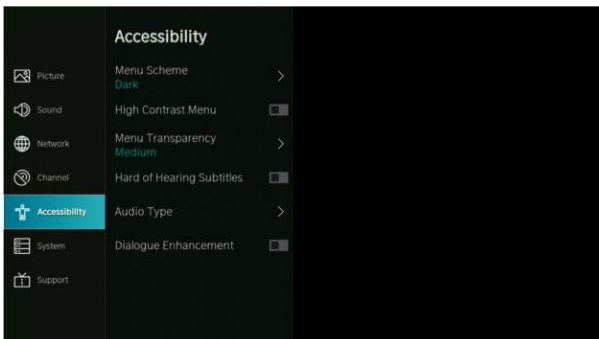 Accessibility
Picture
Sound
Network
Channel
Accessibility
System
Support
Menu Scheme
Dark
High Contrast Menu
Menu Transparency
Medium
Hard of Hearing Subtitles
Audio Type
Dialogue Enhancement